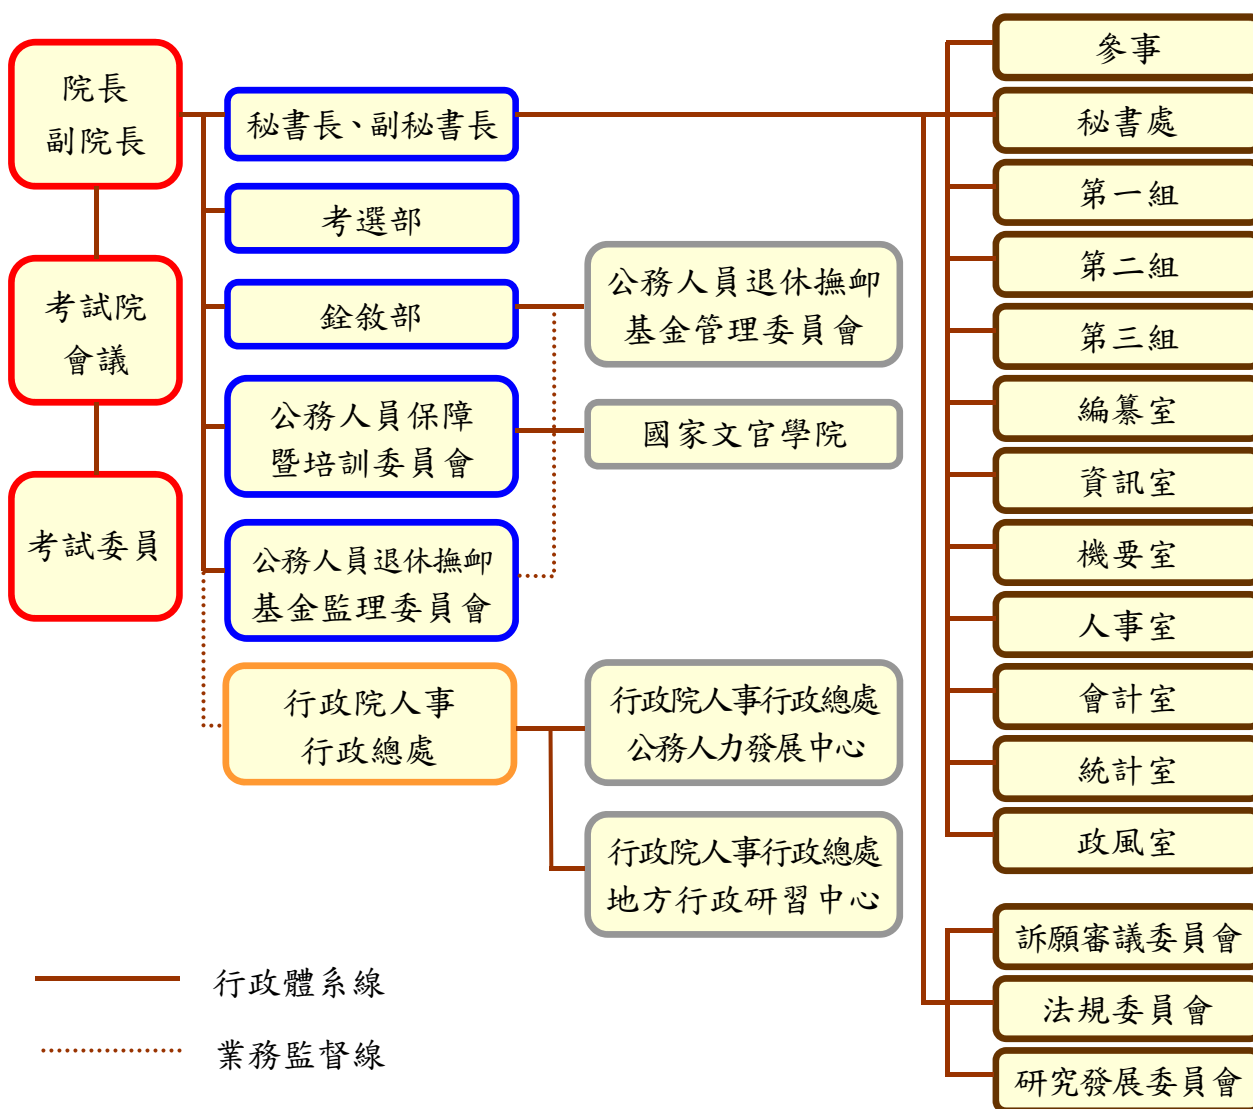 院長
副院長
考試院
會議
考試委員
秘書長、副秘書長
考選部
銓敘部
公務人員保障
暨培訓委員會
公務人員退休撫卹
基金監理委員會
行政院人事
行政總處
公務人員退休撫卹
基金管理委員會
國家文官學院
行政院人事行政總處
公務人力發展中心
行政院人事行政總處
地方行政研習中心
參事
秘書處
第一組
第二組
第三組
編纂室
資訊室
機要室
人事室
會計室
統計室
政風室
訴願審議委員會
法規委員會
研究發展委員會
行政體系線
業務監督線